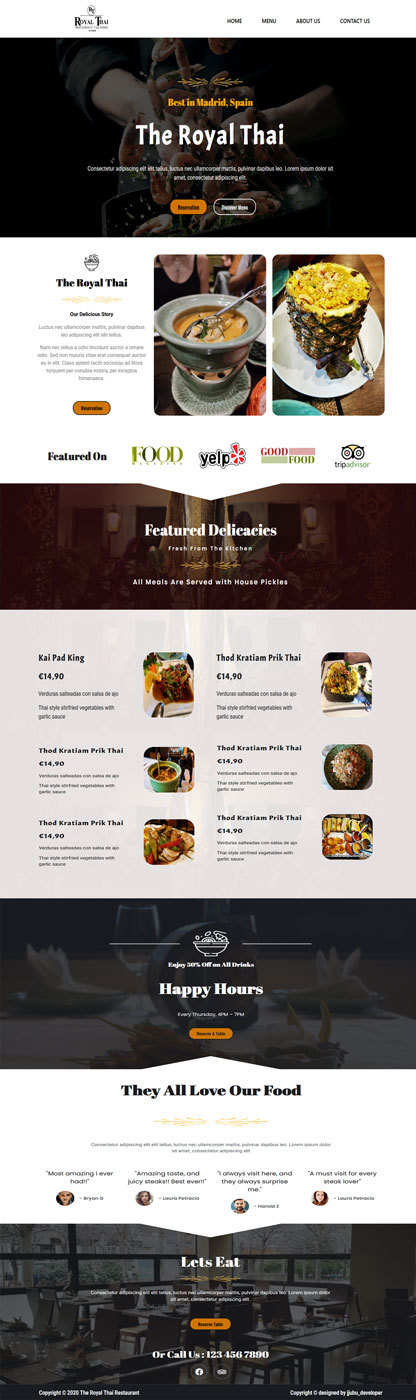 RT
ROYAL THAI
HOME MENU ABOUT US CONTACT US
Best in Madrid, Spain
The Royal Thai
Consectetur adipiscing elit elit tellus, luctus nec ullamcorper mattis, pulvinar dapibus leo. Lorem ipsum dolor sit
amet, consectetur adipiscing elit.
Reservation Discover Menu
The Royal Thai
Our Delicious Story
Luctus nec ullamcorper mattis, pulvinar dapibus
leo adipiscing elit elit tellus.
Nam nec tellus a odio tincidunt auctor a ornare
odio. Sed non mauris vitae erat consequat auctor
eu in elit. Class aptent taciti sociosqu ad litora
torquent per conubia nostra, per inceptos
himenaeos.
Reservation
Featured On
FOOD
MAGAZINE
yelp
GOOD
FOOD
tripadvisor
Featured Delicacies
Fresh From The Kitchen
All Meals Are Served with House Pickles
Kai Pad King
€14,90
Verduras salteadas con salsa de ajo
Thai style stirfried vegetables with
garlic sauce
Thod Kratiam Prik Thai
€14,90
Verduras salteadas con salsa de ajo
Thai style stirfried vegetables with
garlic sauce
Thod Kratiam Prik Thai
€14,90
Verduras salteadas con salsa de ajo
Thai style stirfried vegetables with
garlic sauce
Thod Kratiam Prik Thai
€14,90
Verduras salteadas con salsa de ajo
Thai style stirfried vegetables with
garlic sauce
Thod Kratiam Prik Thai
€14,90
Verduras salteadas con salsa de ajo
Thai style stirfried vegetables with
garlic sauce
Thod Kratiam Prik Thai
€14,90
Verduras salteadas con salsa de ajo
Thai style stirfried vegetables with
garlic sauce
Enjoy 50% Off on All Drinks
Happy Hours
Every Thursday, 4PM – 7PM
Reserve A Table
They All Love Our Food
Consectetur adipiscing elit elit tellus, luctus nec ullamcorper mattis, pulvinar dapibus leo. Lorem ipsum dolor
sit amet, consectetur adipiscing elit
"Most amazing I ever
had!!"
- Bryan G
"Amazing taste, and
juicy steaks!! Best ever!!"
- Laura Petracio
"I always visit here, and
they always surprise
me."
- Harold Z
"A must visit for every
steak lover"
- Laura Petracio
Lets Eat
Consectetur adipiscing elit elit tellus, luctus nec ullamcorper mattis, pulvinar dapibus leo. Lorem ipsum dolor
sit amet, consectetur adipiscing elit.
Reserve Table
Or Call Us : 123 456 7890
Copyright © 2020 The Royal Thai Restaurant
Copyright © designed by jjubu_developer